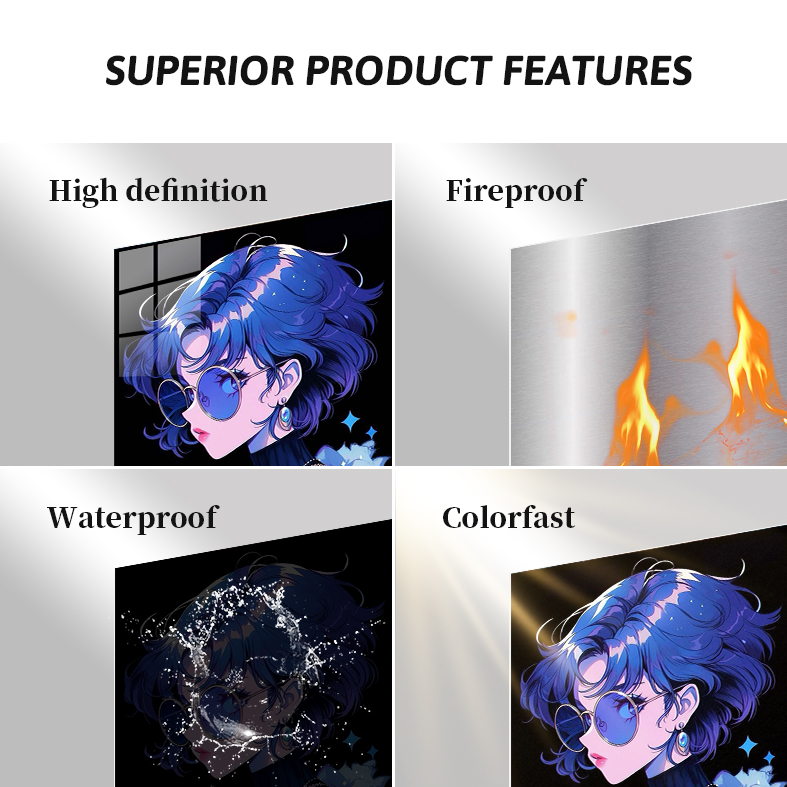 SUPERIOR PRODUCT FEATURES
High definition
Fireproof
Waterproof
Colorfast